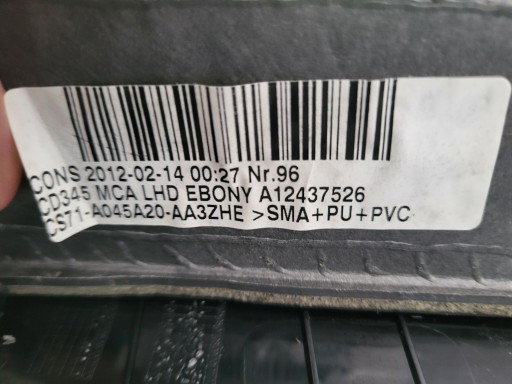 CONS 2012-02-14 00:27 Nr.96
CD345 MCA LHD EBONY A12437526
CS71-A045A20-AA3ZHE >SMA+PU+PVC